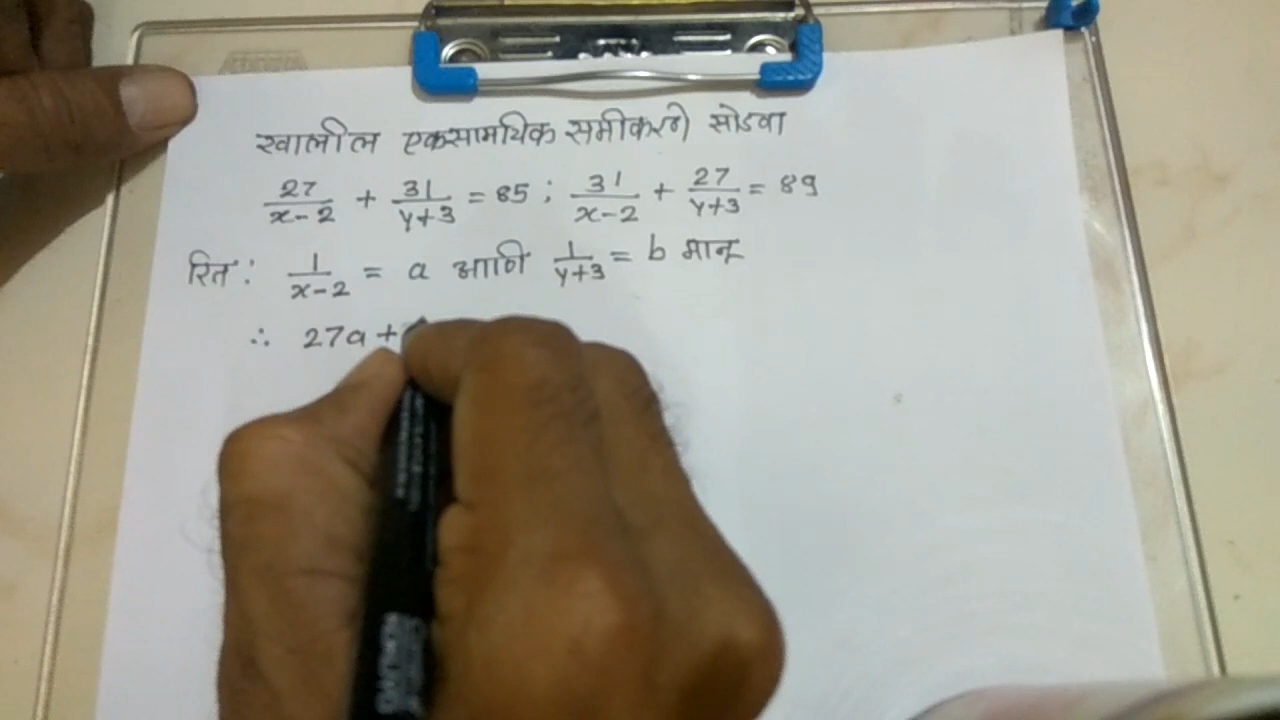 खालील एकसामयिक समीकरणे सोडवा
27/x-2 + 31/y+3 = 85 ; 31/x-2 + 27/y+3 = 89
रित : 1/x-2 = a आणि 1/y+3 = b मानू
∴ 27a +